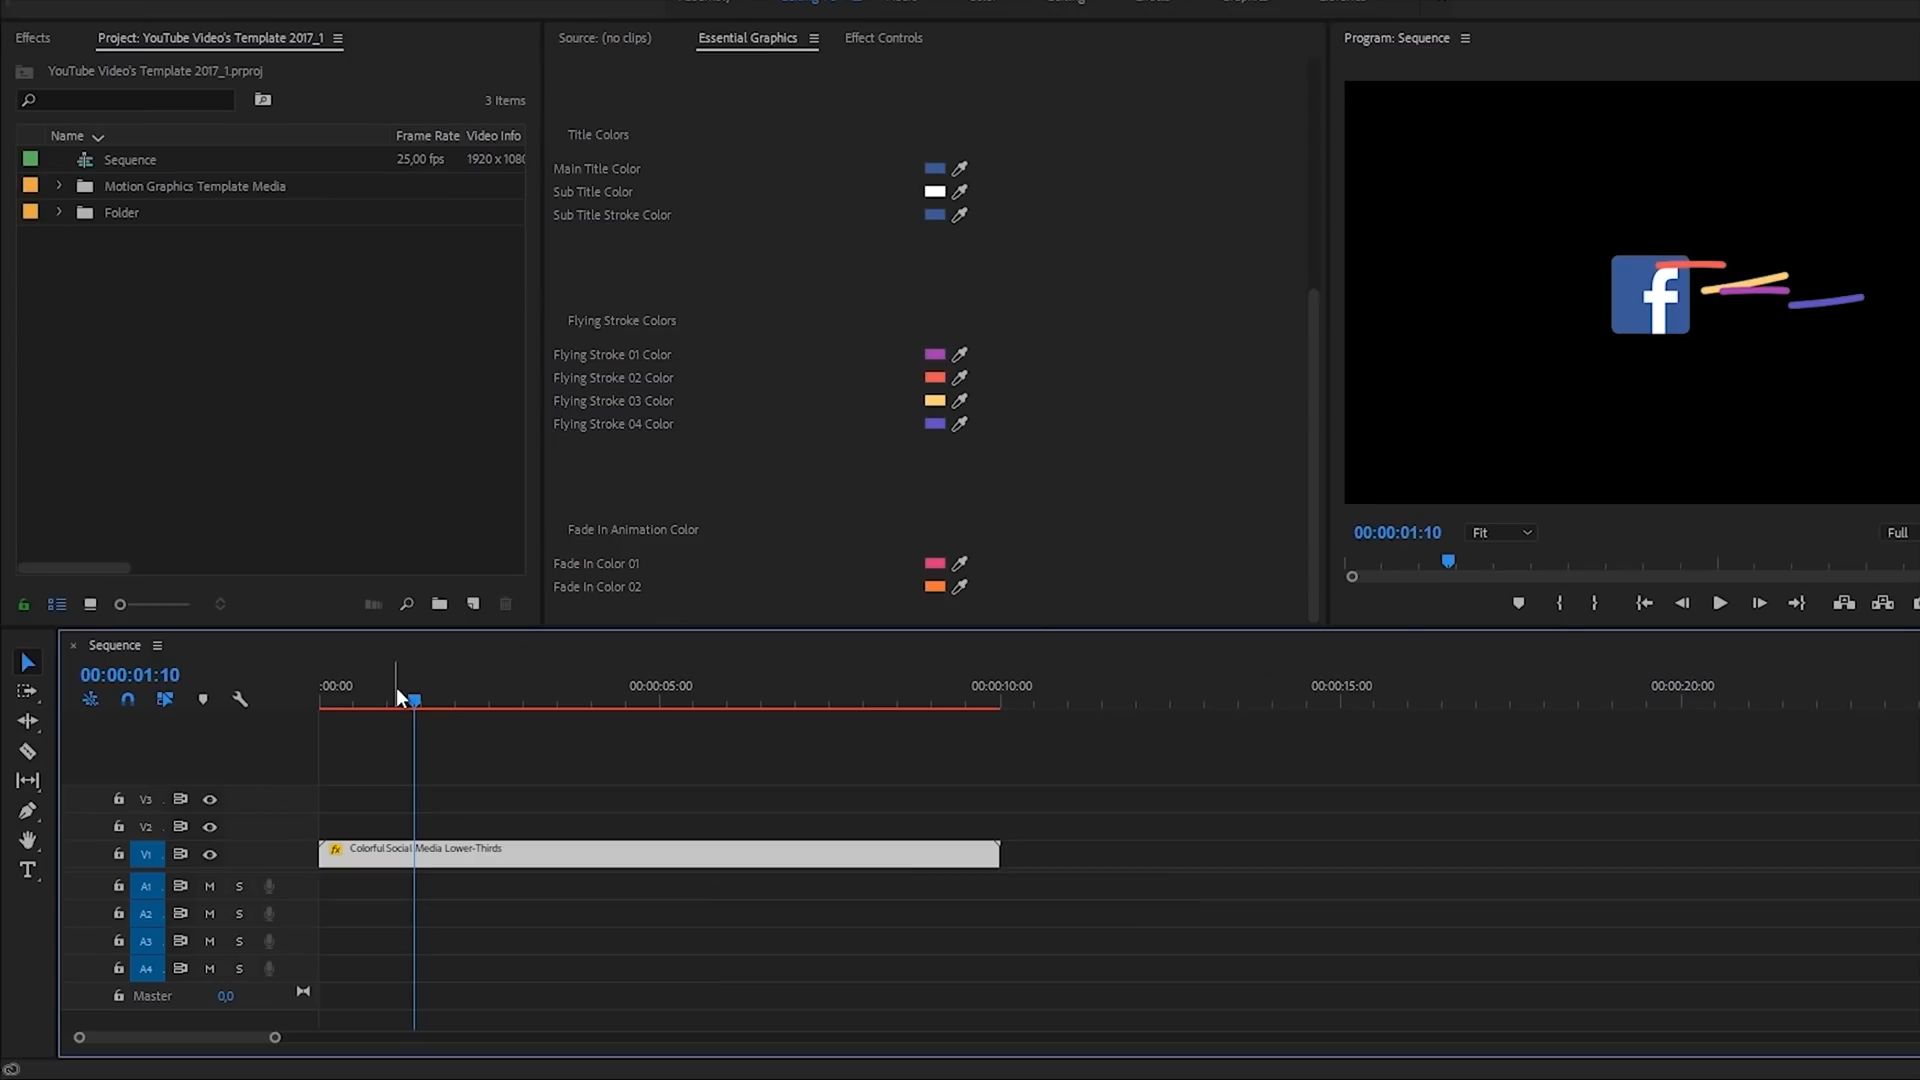 Effects
Project: YouTube Video's Template 2017_1
Source: (no clips)
Essential Graphics
Effect Controls
Program: Sequence
YouTube Video's Template 2017_1.prproj
3 Items
Name
Frame Rate
Video Info
Sequence
25,00 fps
1920 x 1080
Motion Graphics Template Media
Folder
Title Colors
Main Title Color
Sub Title Color
Sub Title Stroke Color
Flying Stroke Colors
Flying Stroke 01 Color
Flying Stroke 02 Color
Flying Stroke 03 Color
Flying Stroke 04 Color
Fade In Animation Color
Fade In Color 01
Fade In Color 02
f
00:00:01:10
Fit
Full
Sequence
00:00:01:10
:00:00
00:00:05:00
00:00:10:00
00:00:15:00
00:00:20:00
V3
V2
V1
fx
Colorful Social Media Lower-Thirds
A1
M
S
A2
M
S
A3
M
S
A4
M
S
Master
0,0